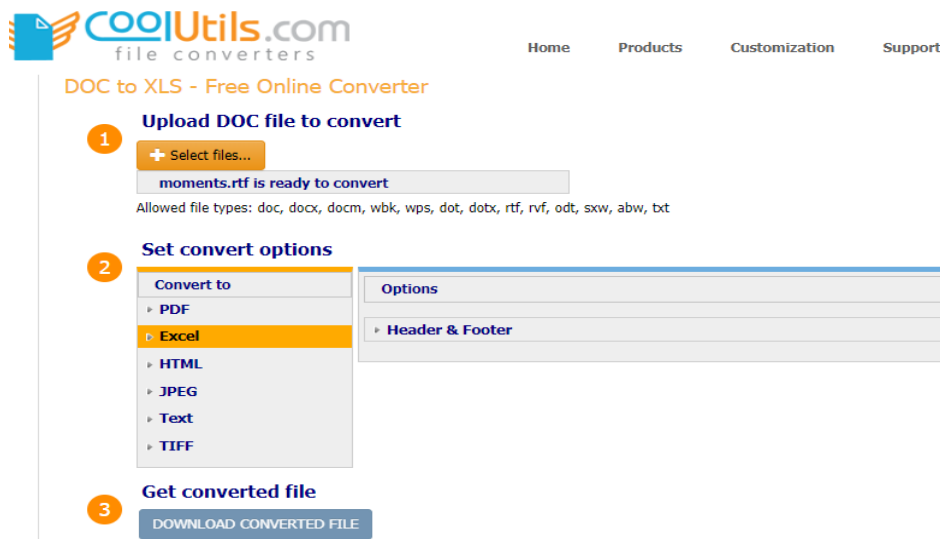 CoolUtils.com
file converters
Home Products Customization Support
DOC to XLS - Free Online Converter
1
Upload DOC file to convert
Select files...
moments.rtf is ready to convert
Allowed file types: doc, docx, docm, wbk, wps, dot, dotx, rtf, rvf, odt, sxw, abw, txt
2
Set convert options
Convert to
PDF
Excel
HTML
JPEG
Text
TIFF
Options
Header & Footer
3
Get converted file
DOWNLOAD CONVERTED FILE